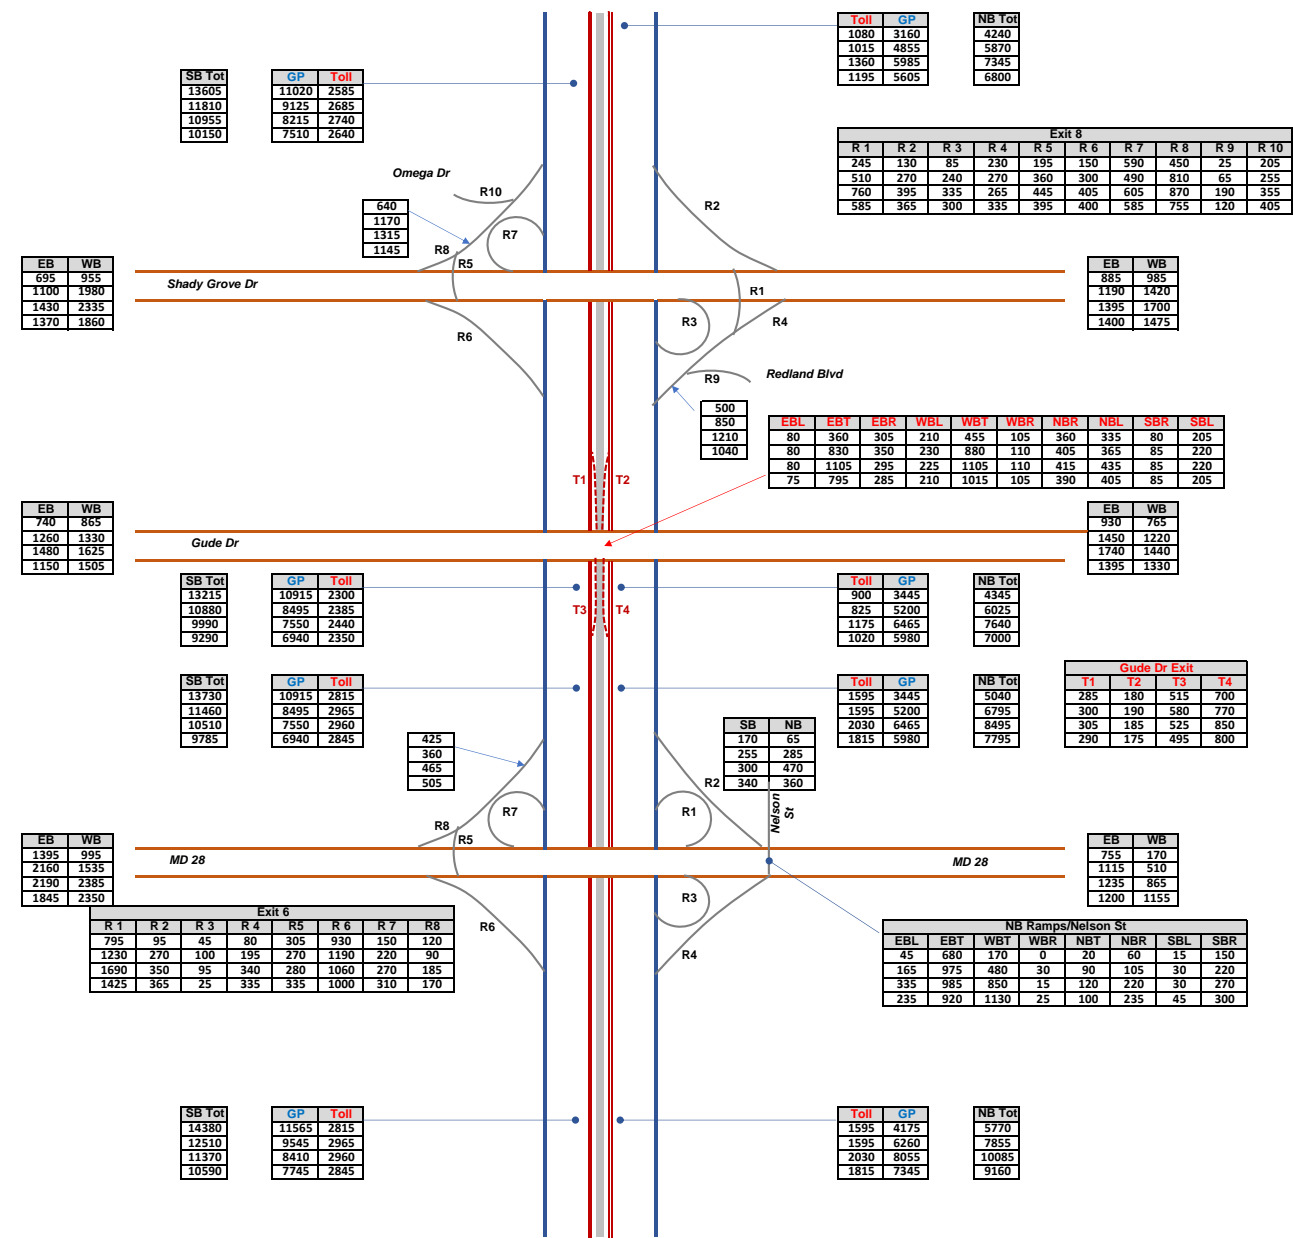 Toll GP NB Tot
1080 3160 4240
1015 4855 5870
1360 5985 7345
1195 5605 6800
SB Tot GP Toll
13605 11020 2585
11810 9125 2685
10955 8215 2740
10150 7510 2640
Exit 8
R 1 R 2 R 3 R 4 R 5 R 6 R 7 R 8 R 9 R 10
245 130 85 230 195 150 590 450 25 205
510 270 240 270 360 300 490 810 65 255
760 395 335 265 445 405 605 870 190 355
585 365 300 335 395 400 585 755 120 405
Omega Dr
R10
R2
640
1170
1315
1145
R7
R8
R5
EB WB
695 955
1100 1980
1430 2335
1370 1860
Shady Grove Dr
R1
EB WB
885 985
1190 1420
1395 1700
1400 1475
R3
R4
R6
R9
Redland Blvd
500
850
1210
1040
EBL EBT EBR WBL WBT WBR NBR NBL SBR SBL
80 360 305 210 455 105 360 335 80 205
80 830 350 230 880 110 405 365 85 220
80 1105 295 225 1105 110 415 435 85 220
75 795 285 210 1015 105 390 405 85 205
T1 T2
EB WB
740 865
1260 1330
1480 1625
1150 1505
Gude Dr
EB WB
930 765
1450 1220
1740 1440
1395 1330
SB Tot GP Toll
13215 10915 2300
10880 8495 2385
9990 7550 2440
9290 6940 2350
T3 T4
Toll GP NB Tot
900 3445 4345
825 5200 6025
1175 6465 7640
1020 5980 7000
SB Tot GP Toll
13730 10915 2815
11460 8495 2965
10510 7550 2960
9785 6940 2845
Toll GP NB Tot
1595 3445 5040
1595 5200 6795
2030 6465 8495
1815 5980 7795
Gude Dr Exit
T1 T2 T3 T4
285 180 515 700
300 190 580 770
305 185 525 850
290 175 495 800
SB NB
170 65
255 285
300 470
340 360
425
360
465
505
R2
Nelson
St
R7
R1
R8
R5
EB WB
1395 995
2160 1535
2190 2385
1845 2350
MD 28
MD 28
EB WB
755 170
1115 510
1235 865
1200 1155
R3
R6
R4
Exit 6
R 1 R 2 R 3 R 4 R5 R 6 R 7 R8
795 95 45 80 305 930 150 120
1230 270 100 195 270 1190 220 90
1690 350 95 340 280 1060 270 185
1425 365 25 335 335 1000 310 170
NB Ramps/Nelson St
EBL EBT WBT WBR NBT NBR SBL SBR
45 680 170 0 20 60 15 150
165 975 480 30 90 105 30 220
335 985 850 15 120 220 30 270
235 920 1130 25 100 235 45 300
SB Tot GP Toll
14380 11565 2815
12510 9545 2965
11370 8410 2960
10590 7745 2845
Toll GP NB Tot
1595 4175 5770
1595 6260 7855
2030 8055 10085
1815 7345 9160